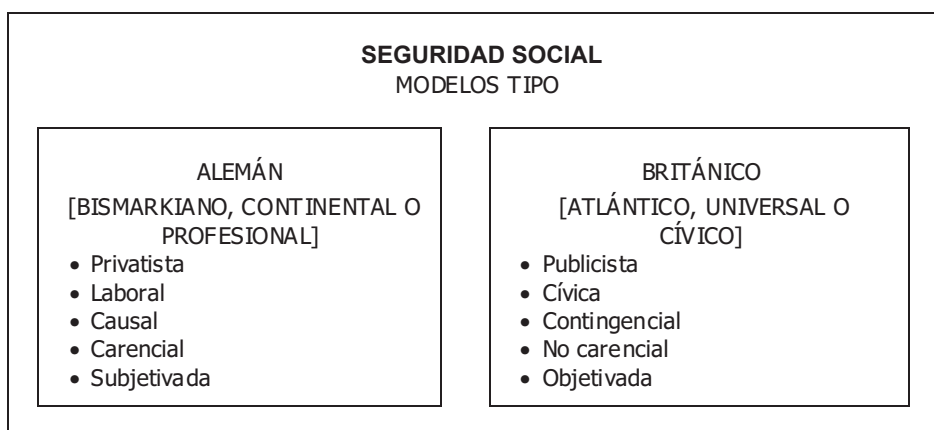 SEGURIDAD SOCIAL
MODELOS TIPO
ALEMÁN
[BISMARKIANO, CONTINENTAL O
PROFESIONAL]
• Privatista
• Laboral
• Causal
• Carencial
• Subjetivada
BRITÁNICO
[ATLÁNTICO, UNIVERSAL O
CÍVICO]
• Publicista
• Cívica
• Contingencial
• No carencial
• Objetivada